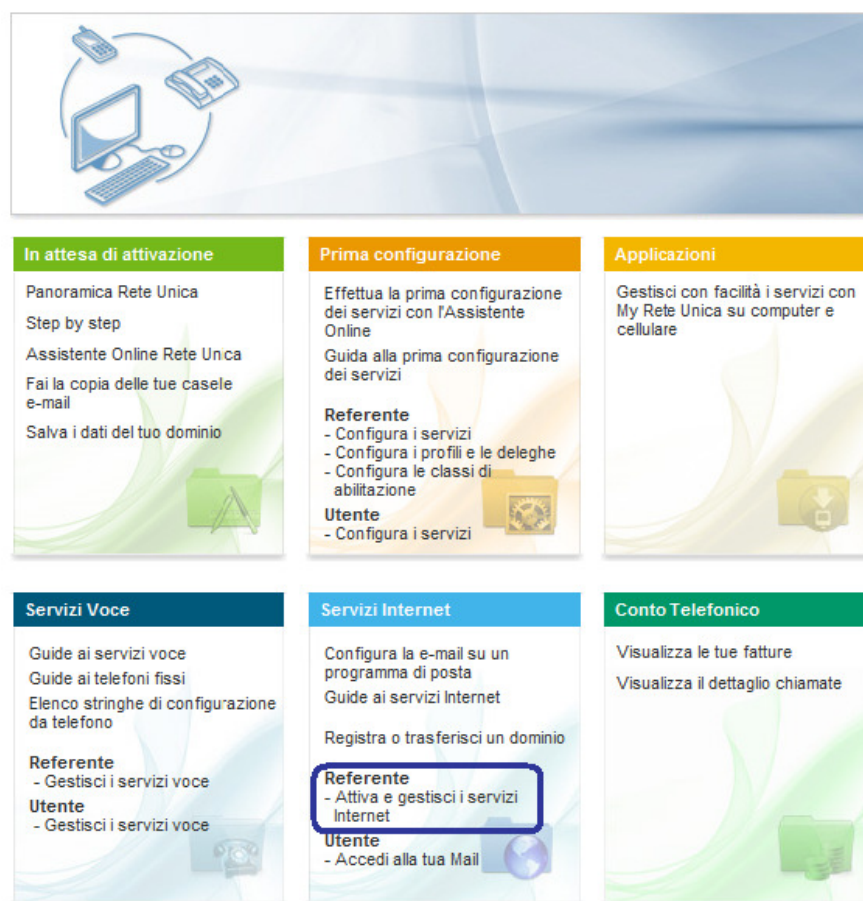 In attesa di attivazione
Panoramica Rete Unica
Step by step
Assistente Online Rete Unica
Fai la copia delle tue casele
e-mail
Salva i dati del tuo dominio
Prima configurazione
Effettua la prima configurazione
dei servizi con l'Assistente
Online
Guida alla prima configurazione
dei servizi
Referente
- Configura i servizi
- Configura i profili e le deleghe
- Configura le classi di
abilitazione
Utente
- Configura i servizi
Applicazioni
Gestisci con facilità i servizi con
My Rete Unica su computer e
cellulare
Servizi Voce
Guide ai servizi voce
Guide ai telefoni fissi
Elenco stringhe di configurazione
da telefono
Referente
- Gestisci i servizi voce
Utente
- Gestisci i servizi voce
Servizi Internet
Configura la e-mail su un
programma di posta
Guide ai servizi Internet
Registra o trasferisci un dominio
Referente
- Attiva e gestisci i servizi
Internet
Utente
- Accedi alla tua Mail
Conto Telefonico
Visualizza le tue fatture
Visualizza il dettaglio chiamate